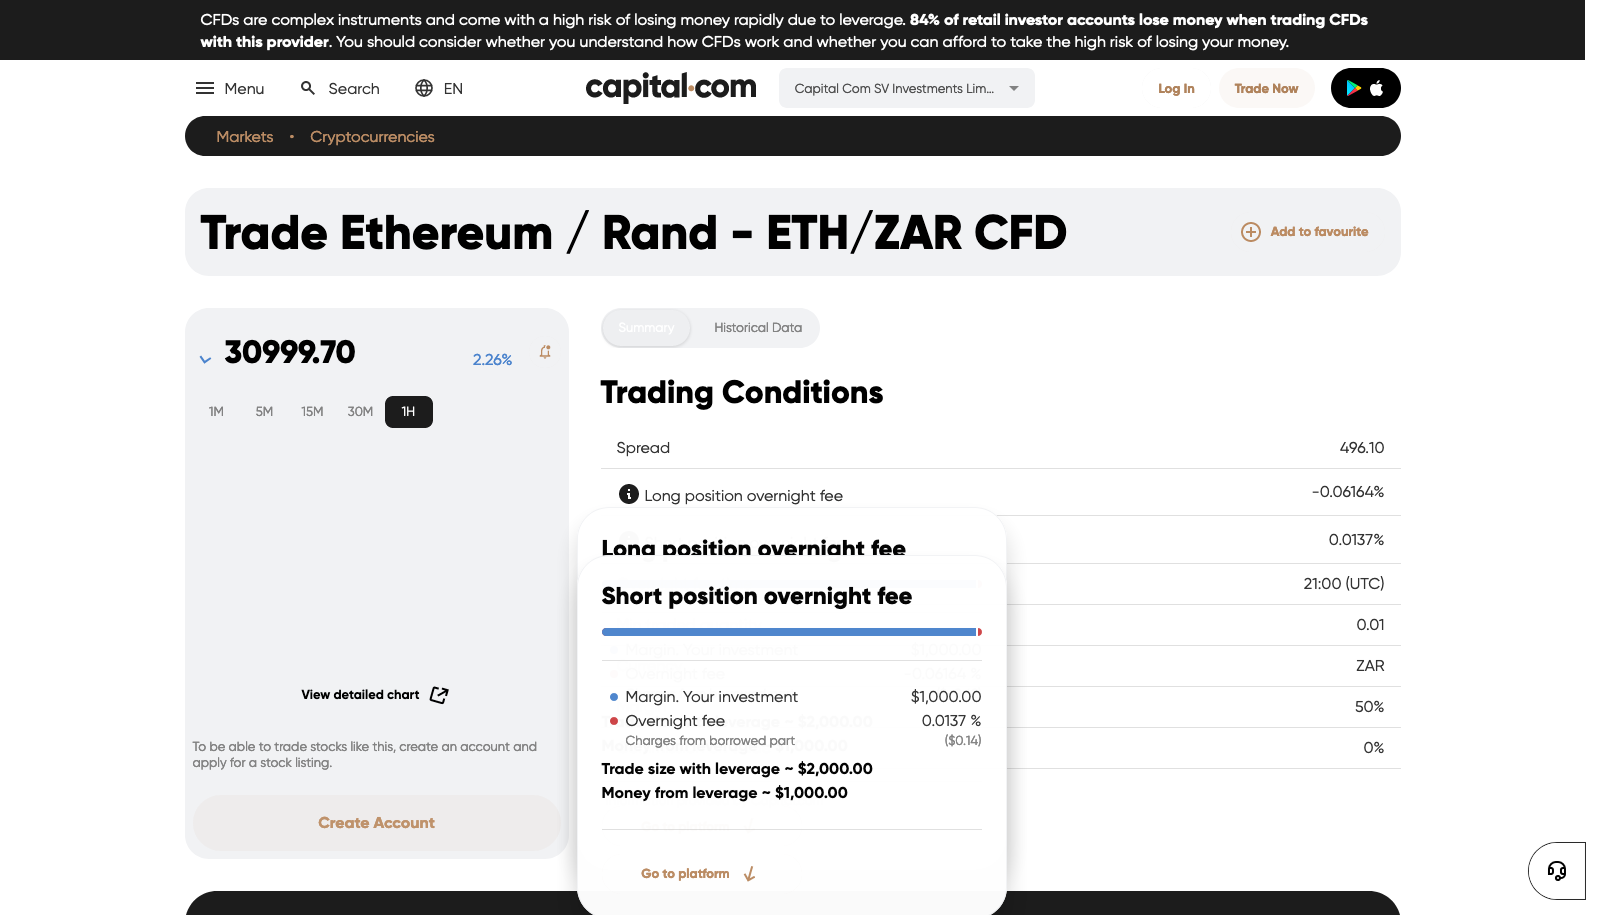 CFDs are complex instruments and come with a high risk of losing money rapidly due to leverage. 84% of retail investor accounts lose money when trading CFDs
with this provider. You should consider whether you understand how CFDs work and whether you can afford to take the high risk of losing your money.
Menu Search EN capital.com Capital Com SV Investments Lim... Log In Trade Now
Markets • Cryptocurrencies
Trade Ethereum / Rand - ETH/ZAR CFD Add to favourite
30999.70 2.26%
1M 5M 15M 30M 1H
View detailed chart
To be able to trade stocks like this, create an account and
apply for a stock listing.
Create Account
Summary Historical Data
Trading Conditions
Spread 496.10
Long position overnight fee -0.06164%
0.0137%
21:00 (UTC)
0.01
ZAR
50%
0%
Long position overnight fee
Short position overnight fee
Margin. Your investment $1,000.00
Overnight fee 0.0137 %
Charges from borrowed part ($0.14)
Trade size with leverage ~ $2,000.00
Money from leverage ~ $1,000.00
Go to platform